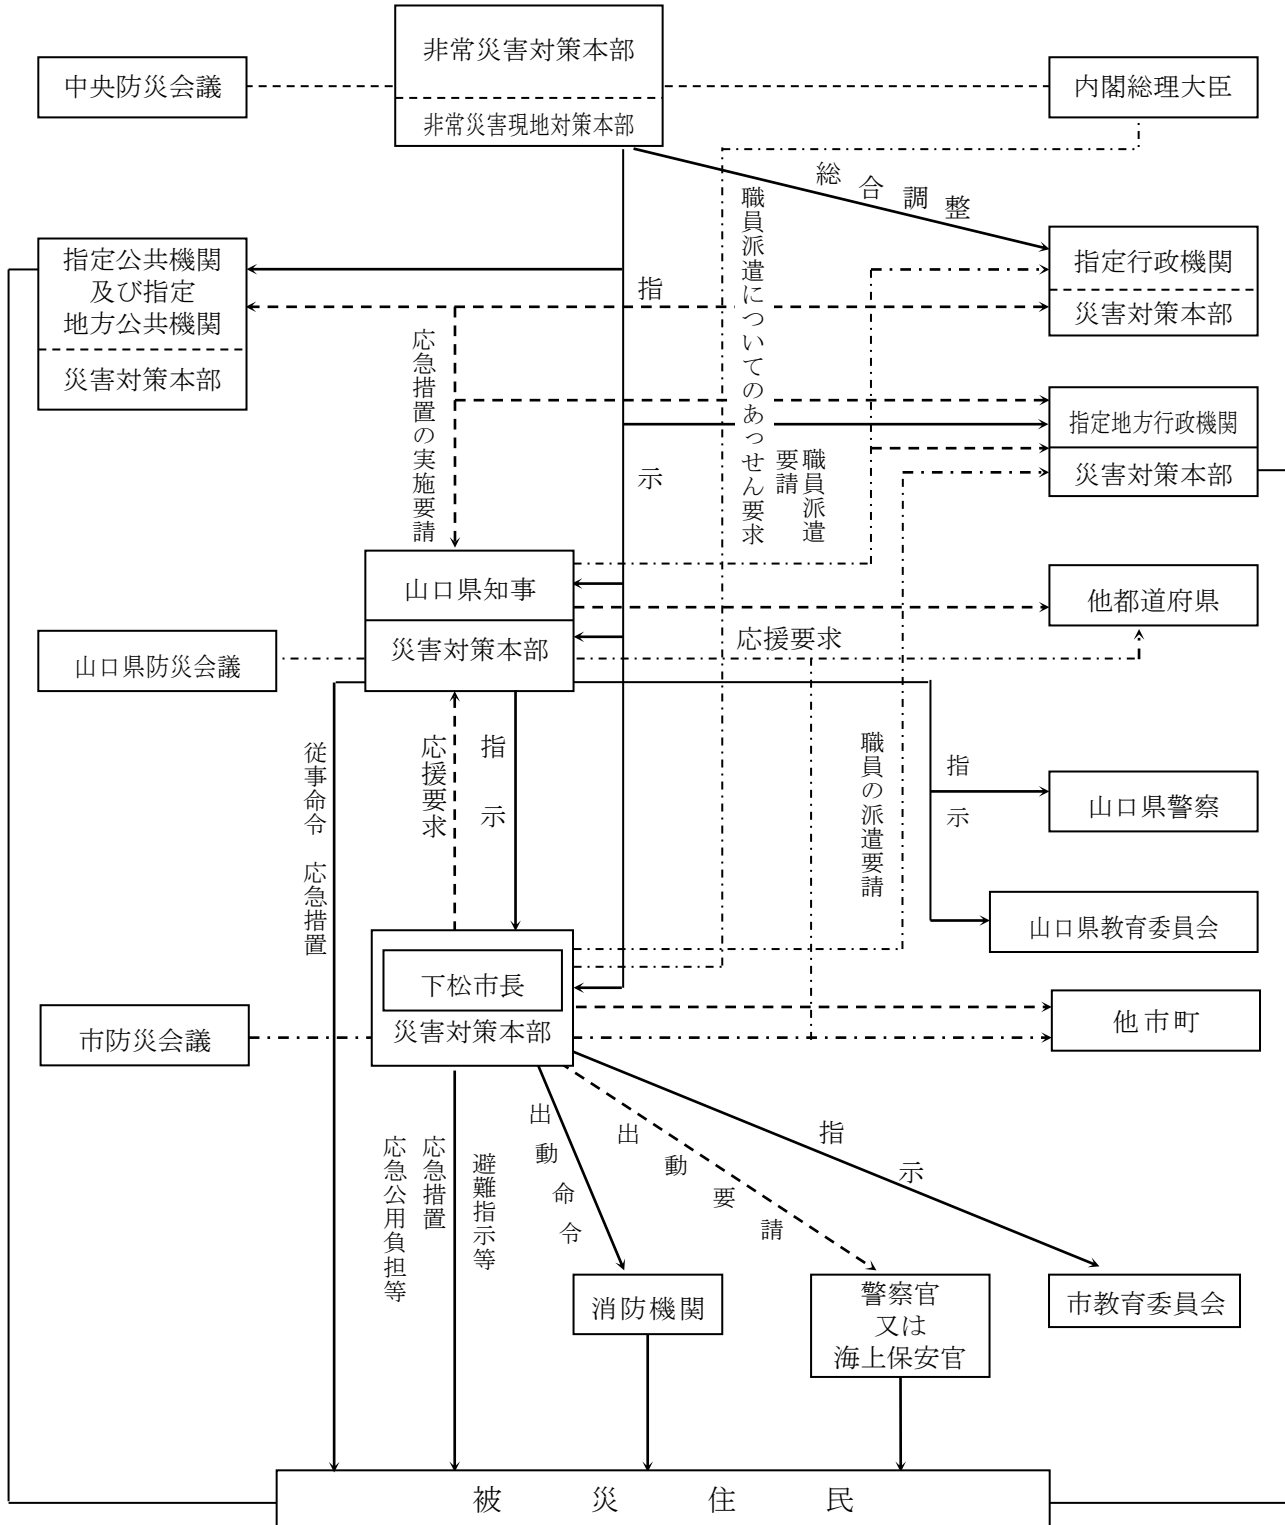 非常災害対策本部
非常災害現地対策本部
中央防災会議
内閣総理大臣
総合調整
指定公共機関
及び指定
地方公共機関
災害対策本部
指定行政機関
災害対策本部
指示
職員派遣についてのあっせん要求
応急措置の実施要請
職員派遣
要請
指定地方行政機関
災害対策本部
山口県知事
災害対策本部
山口県防災会議
他都道府県
応援要求
従事命令 応急措置
応援要求
指示
職員の派遣要請
指示
山口県警察
山口県教育委員会
下松市長
災害対策本部
市防災会議
他市町
応急公用負担等
応急措置
避難指示等
出動命令
出動要請
指示
消防機関
警察官
又は
海上保安官
市教育委員会
被災住民